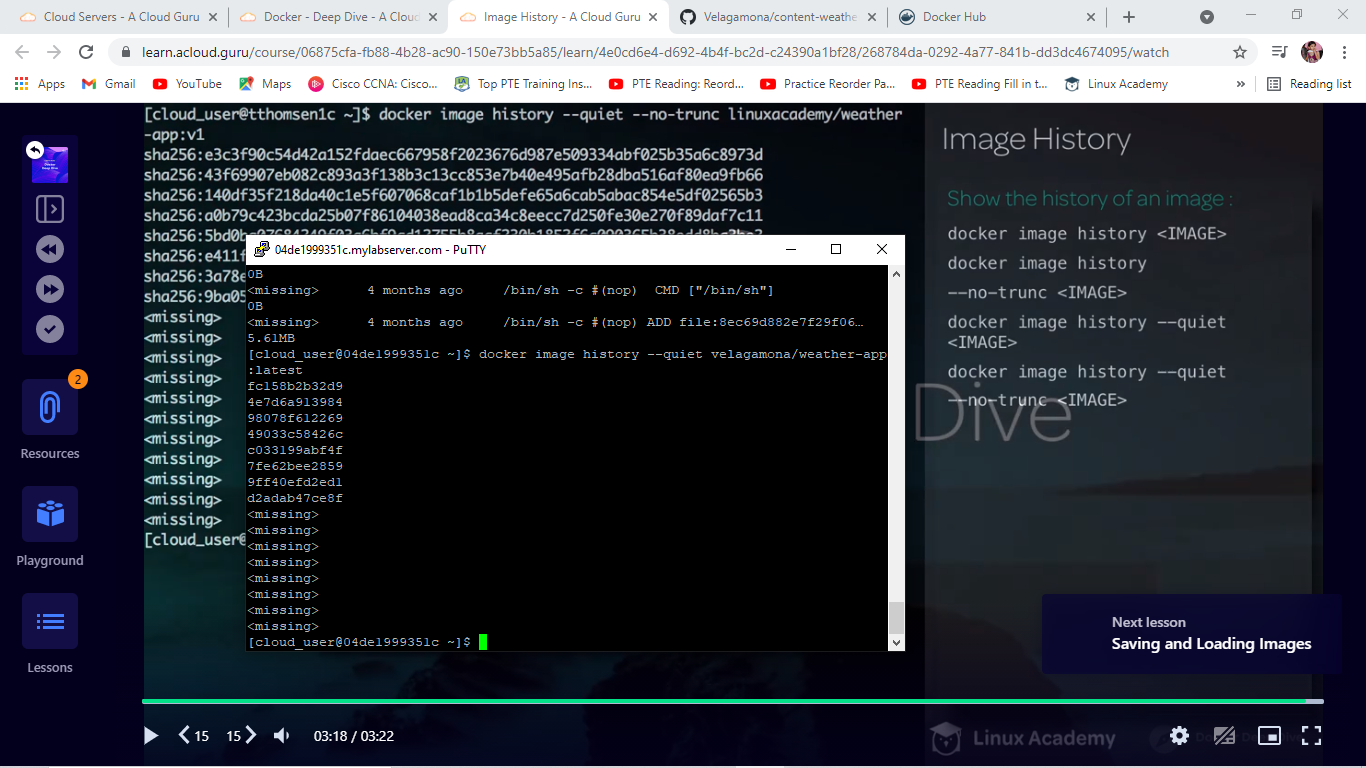 Cloud Servers - A Cloud Guru
Docker - Deep Dive - A Cloud
Image History - A Cloud Guru
Velagamona/content-weathe
Docker Hub
learn.acloud.guru/course/06875cfa-fb88-4b28-ac90-150e73bb5a85/learn/4e0cd6e4-d692-4b4f-bc2d-c24390a1bf28/268784da-0292-4a77-841b-dd3dc4674095/watch
Apps
Gmail
YouTube
Maps
Cisco CCNA: Cisco...
Top PTE Training Ins...
PTE Reading: Reord...
Practice Reorder Pa...
PTE Reading Fill in t...
Linux Academy
»
Reading list
[cloud_user@tthomsen1c ~]$ docker image history --quiet --no-trunc linuxacademy/weather
-app:v1
sha256:e3c3f90c54d42a152fdaec667958f2023676d987e509334abf025b35a6c8973d
sha256:43f69907eb082c893a3f138b3c13cc853e7b40e495afb28dba516af80ea9fb66
sha256:140df35f218da40c1e5f607068caf1b1b5defe65a6cab5abac854e5df02565b3
sha256:a0b79c423bcda25b07f86104038ead8ca34c8eecc7d250fe30e270f89daf7c11
sha256:e411f
sha256:3a78e
sha256:9ba05
<missing>
<missing>
<missing>
<missing>
<missing>
<missing>
<missing>
<missing>
<missing>
<missing>
<missing>
[cloud_user@
04de1999351c.mylabserver.com - PuTTY
0B
<missing> 4 months ago /bin/sh -c #(nop) CMD ["/bin/sh"]
0B
<missing> 4 months ago /bin/sh -c #(nop) ADD file:8ec69d882e7f29f06…
5.61MB
[cloud_user@04de1999351c ~]$ docker image history --quiet velagamona/weather-app
:latest
fc158b2b32d9
4e7d6a913984
98078f612269
49033c58426c
c033199abf4f
7fe62bee2859
9ff40efd2ed1
d2adab47ce8f
<missing>
<missing>
<missing>
<missing>
<missing>
<missing>
<missing>
<missing>
[cloud_user@04de1999351c ~]$
Image History
Show the history of an image :
docker image history <IMAGE>
docker image history
--no-trunc <IMAGE>
docker image history --quiet
<IMAGE>
docker image history --quiet
--no-trunc <IMAGE>
Dive
2
Resources
Playground
Lessons
Next lesson
Saving and Loading Images
15
15
03:18 / 03:22
Linux Academy